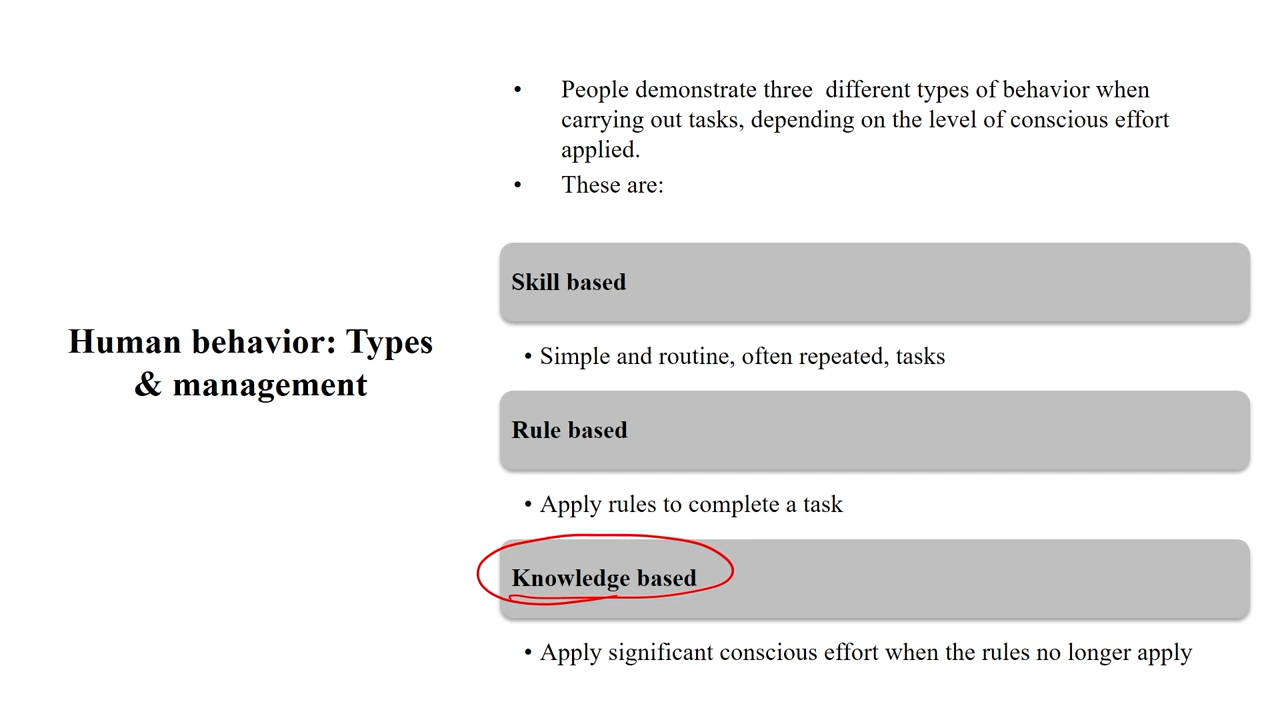 Human behavior: Types
& management
• People demonstrate three  different types of behavior when
carrying out tasks, depending on the level of conscious effort
applied.
• These are:
Skill based
• Simple and routine, often repeated, tasks
Rule based
• Apply rules to complete a task
Knowledge based
• Apply significant conscious effort when the rules no longer apply